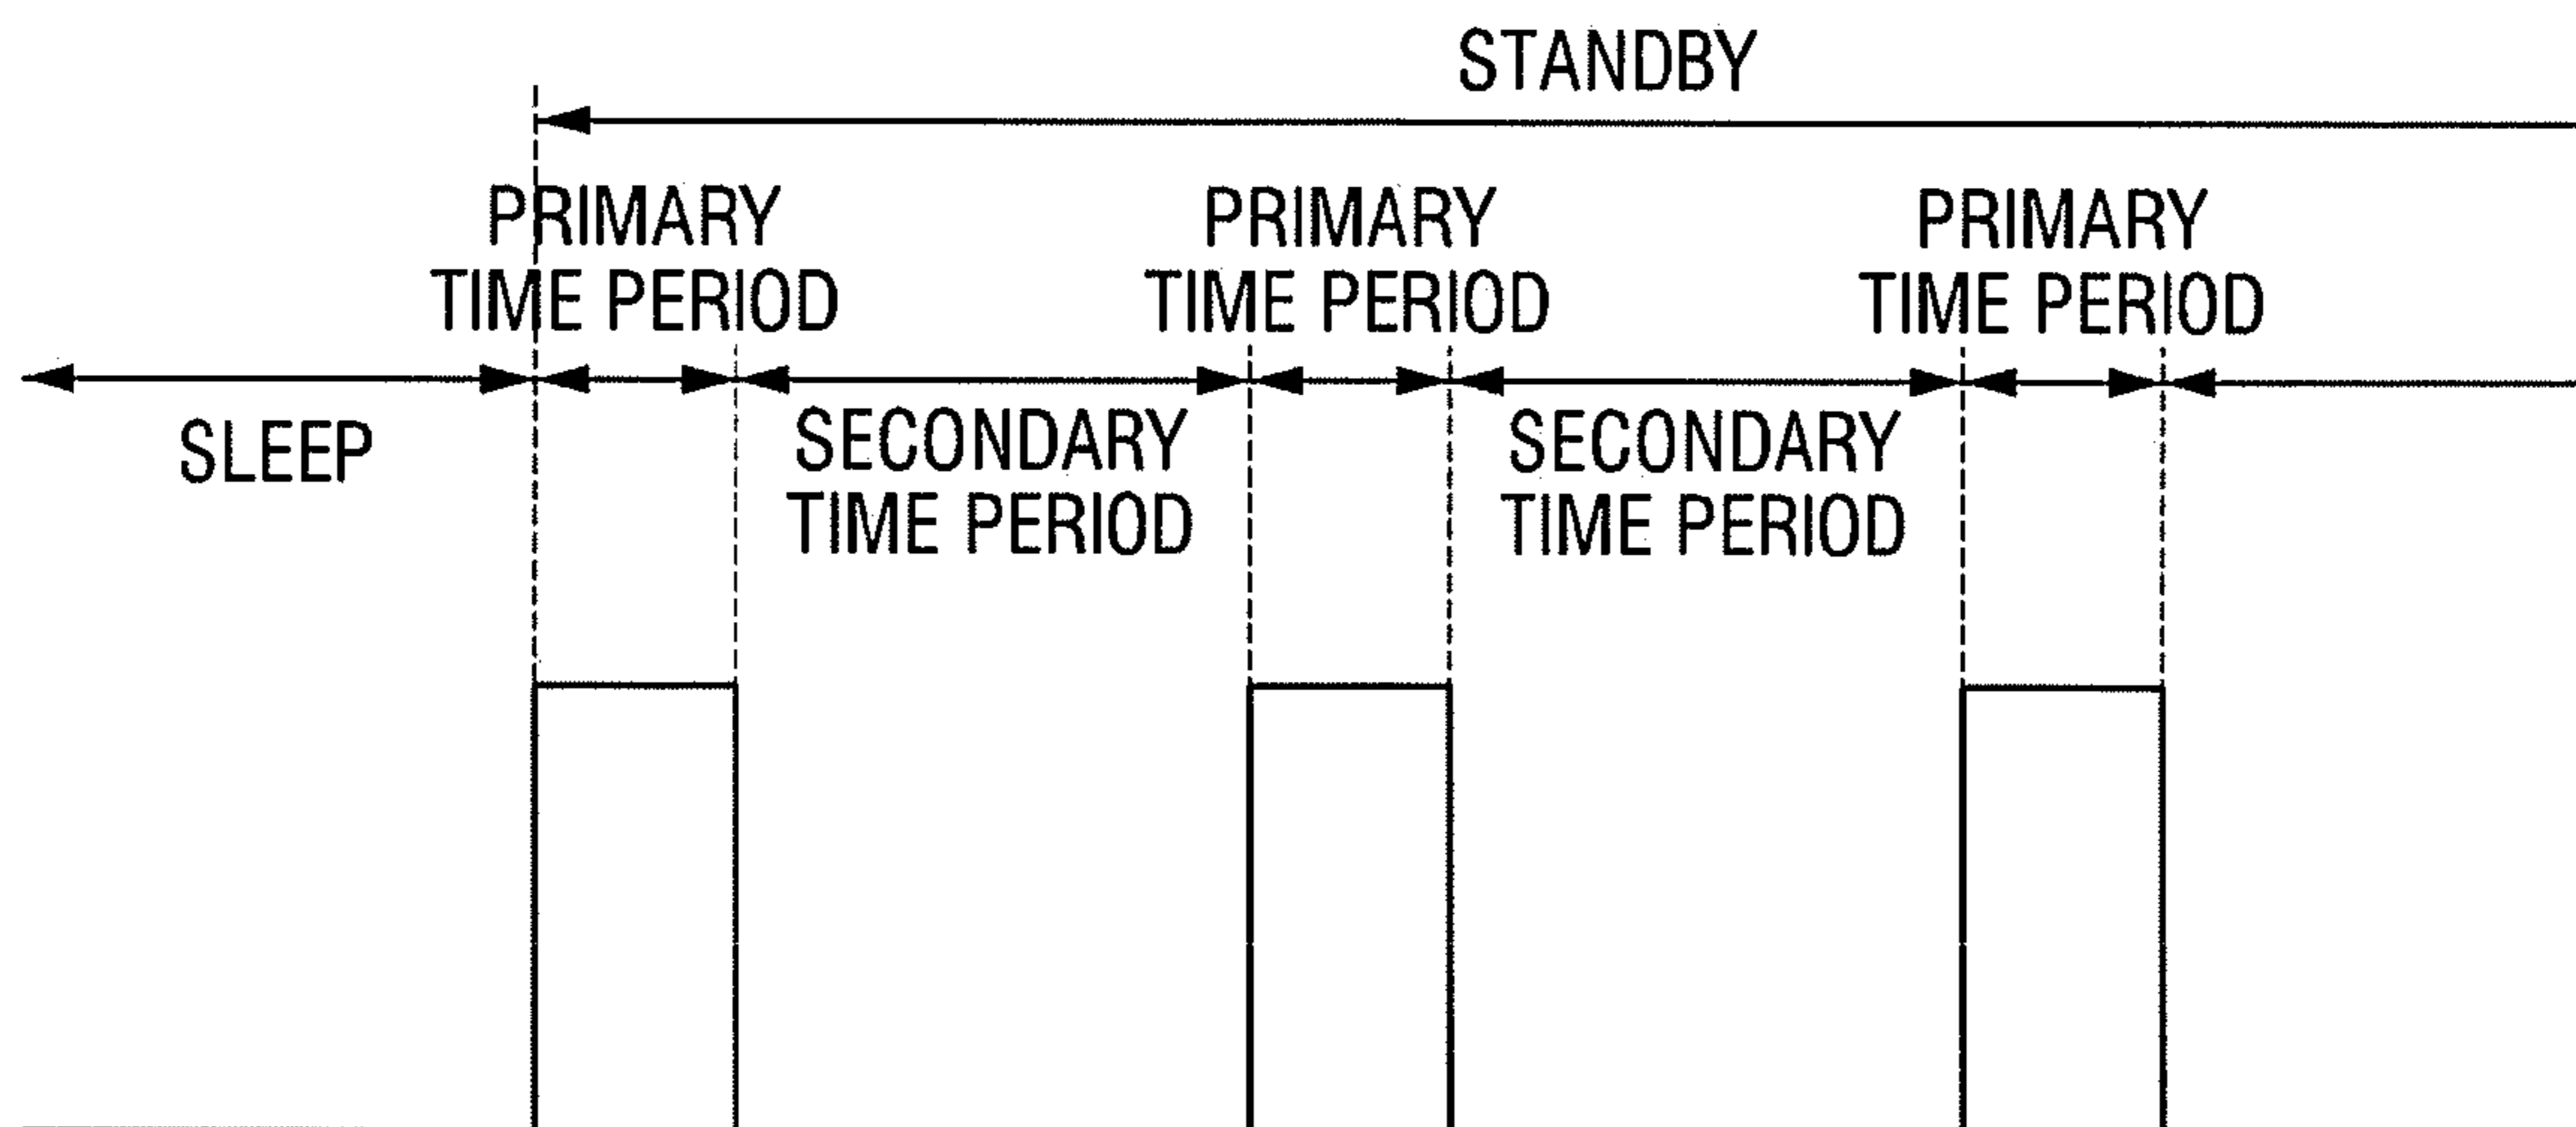 STANDBY
PRIMARY
TIME PERIOD
PRIMARY
TIME PERIOD
PRIMARY
TIME PERIOD
SLEEP
SECONDARY
TIME PERIOD
SECONDARY
TIME PERIOD